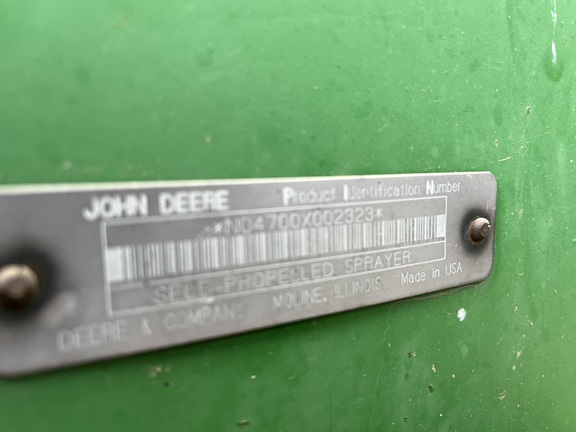 JOHN DEERE Product Identification Number
*N04700X002323*
SELF-PROPELLED SPRAYER
DEERE & COMPANY MOLINE, ILLINOIS Made in USA